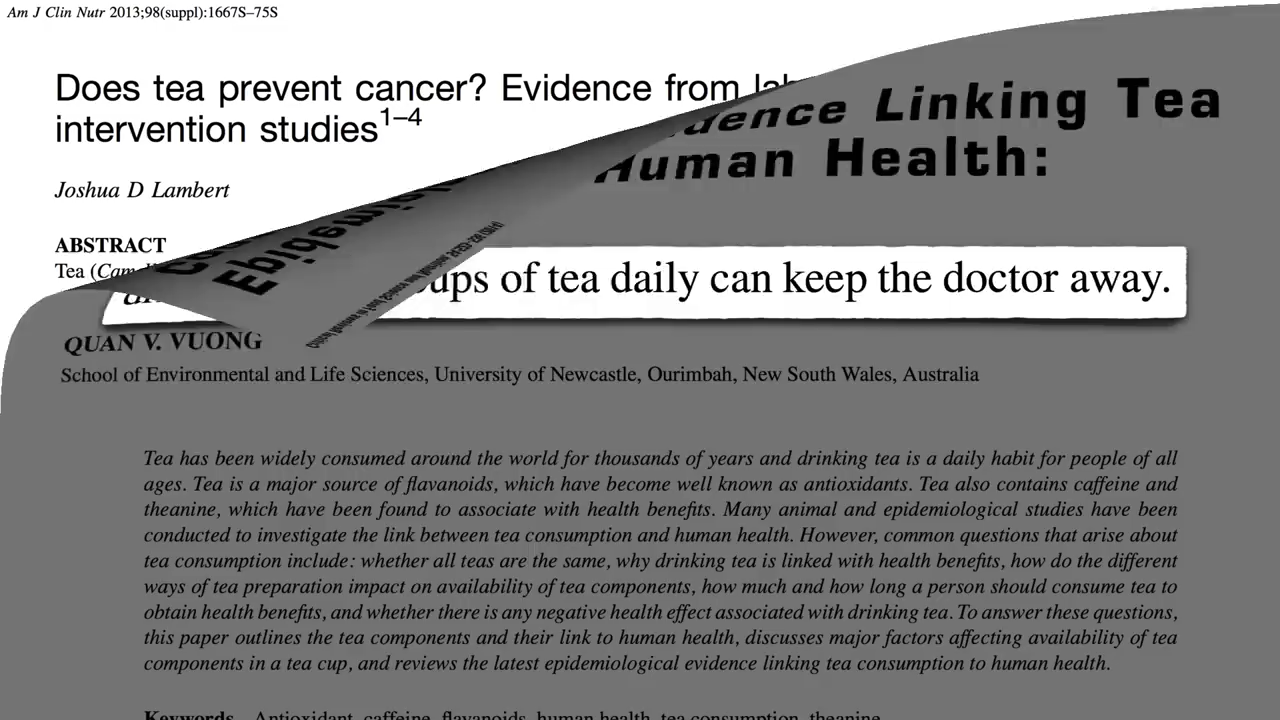 Am J Clin Nutr 2013;98(suppl):1667S–75S
Does tea prevent cancer? Evidence from
intervention studies1–4
Linking Tea
Human Health:
Joshua D Lambert
ABSTRACT
Tea
of tea daily can keep the doctor away.
QUAN V. VUONG
School of Environmental and Life Sciences, University of Newcastle, Ourimbah, New South Wales, Australia
Tea has been widely consumed around the world for thousands of years and drinking tea is a daily habit for people of all
ages. Tea is a major source of flavanoids, which have become well known as antioxidants. Tea also contains caffeine and
theanine, which have been found to associate with health benefits. Many animal and epidemiological studies have been
conducted to investigate the link between tea consumption and human health. However, common questions that arise about
tea consumption include: whether all teas are the same, why drinking tea is linked with health benefits, how do the different
ways of tea preparation impact on availability of tea components, how much and how long a person should consume tea to
obtain health benefits, and whether there is any negative health effect associated with drinking tea. To answer these questions,
this paper outlines the tea components and their link to human health, discusses major factors affecting availability of tea
components in a tea cup, and reviews the latest epidemiological evidence linking tea consumption to human health.
Keywords Antioxidant, caffeine, flavanoids, human health, tea consumption, theanine